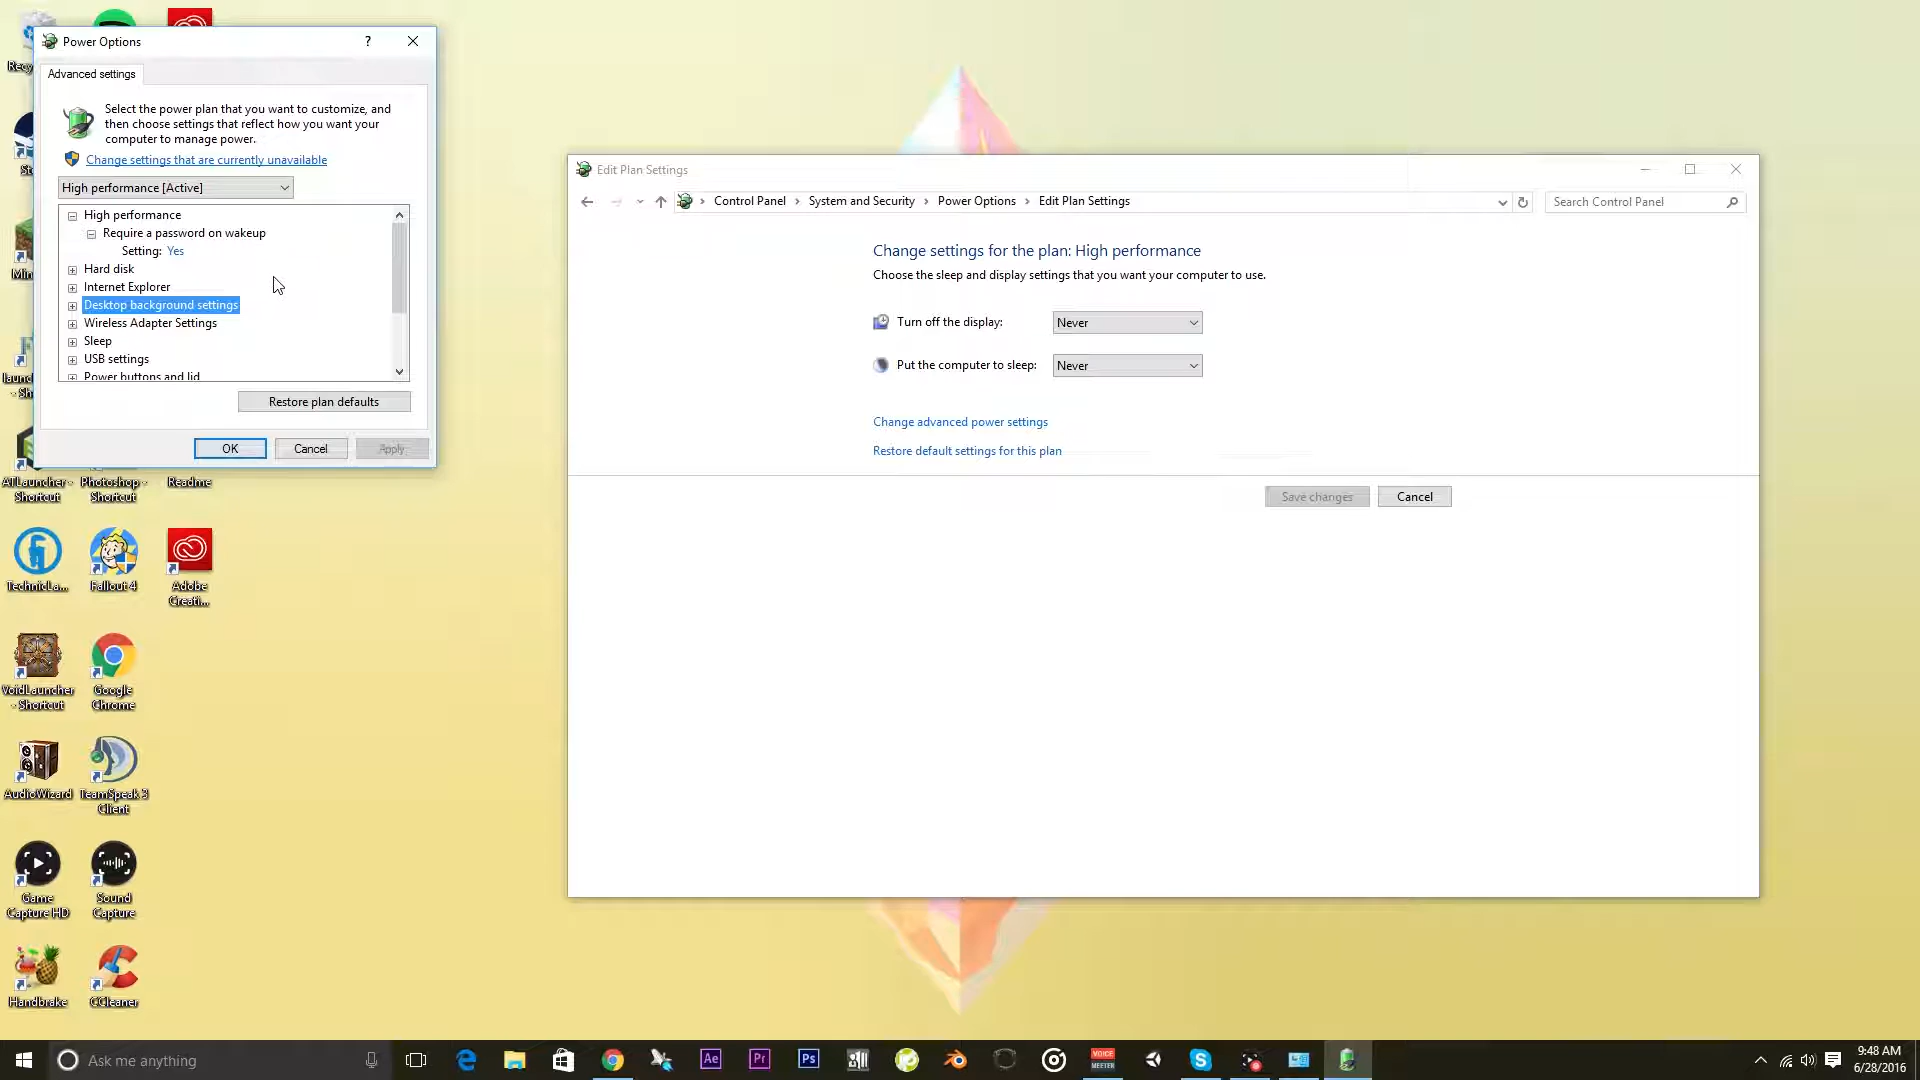 Power Options
?
Advanced settings
Select the power plan that you want to customize, and
then choose settings that reflect how you want your
computer to manage power.
Change settings that are currently unavailable
High performance [Active]
High performance
Require a password on wakeup
Setting: Yes
Hard disk
Internet Explorer
Desktop background settings
Wireless Adapter Settings
Sleep
USB settings
Power buttons and lid
Restore plan defaults
OK
Cancel
Apply
Edit Plan Settings
Control Panel
System and Security
Power Options
Edit Plan Settings
Search Control Panel
Change settings for the plan: High performance
Choose the sleep and display settings that you want your computer to use.
Turn off the display:
Never
Put the computer to sleep:
Never
Change advanced power settings
Restore default settings for this plan
Save changes
Cancel
ATLauncher - Shortcut
Photoshop - Shortcut
Readme
TechnicLa...
Fallout 4
Adobe
Creati...
VoidLauncher
- Shortcut
Google
Chrome
AudioWizard
TeamSpeak 3
Client
Game
Capture HD
Sound
Capture
Handbrake
CCleaner
Ask me anything
Ae
Pr
Ps
VOICE
MEETER
9:48 AM
6/28/2016